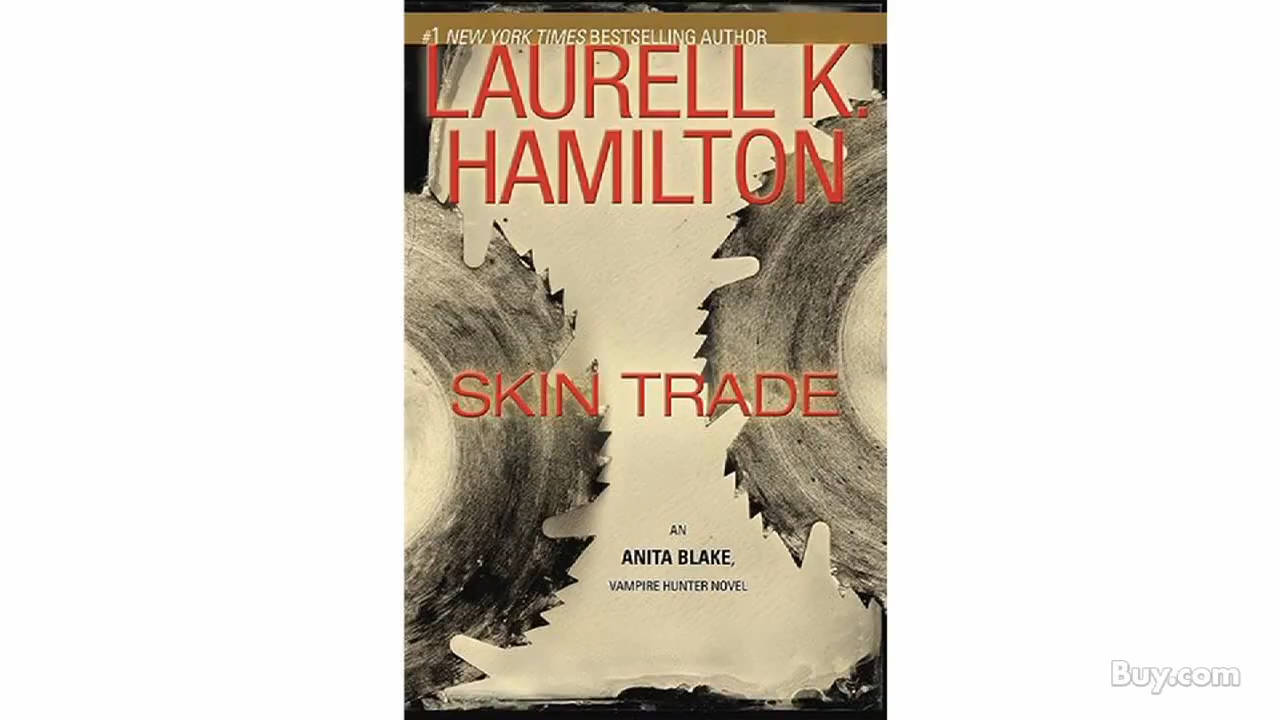 #1 NEW YORK TIMES BESTSELLING AUTHOR
LAURELL K.
HAMILTON
SKIN TRADE
AN
ANITA BLAKE,
VAMPIRE HUNTER NOVEL
Buy.com